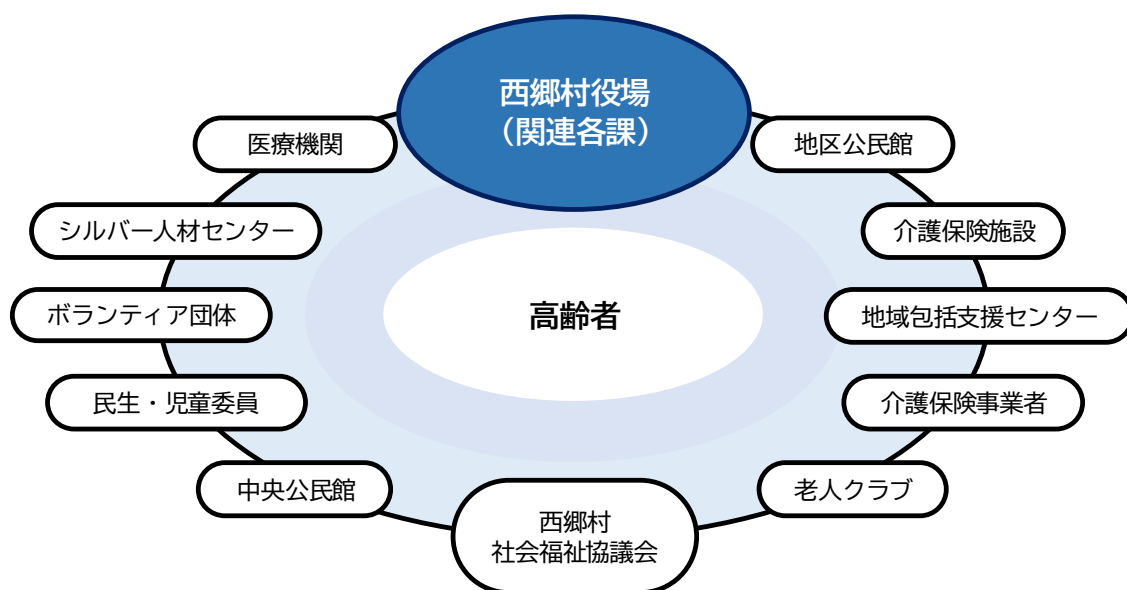 西郷村役場
（関連各課）
医療機関
地区公民館
シルバー人材センター
介護保険施設
ボランティア団体
高齢者
地域包括支援センター
民生・児童委員
介護保険事業者
中央公民館
老人クラブ
西郷村
社会福祉協議会